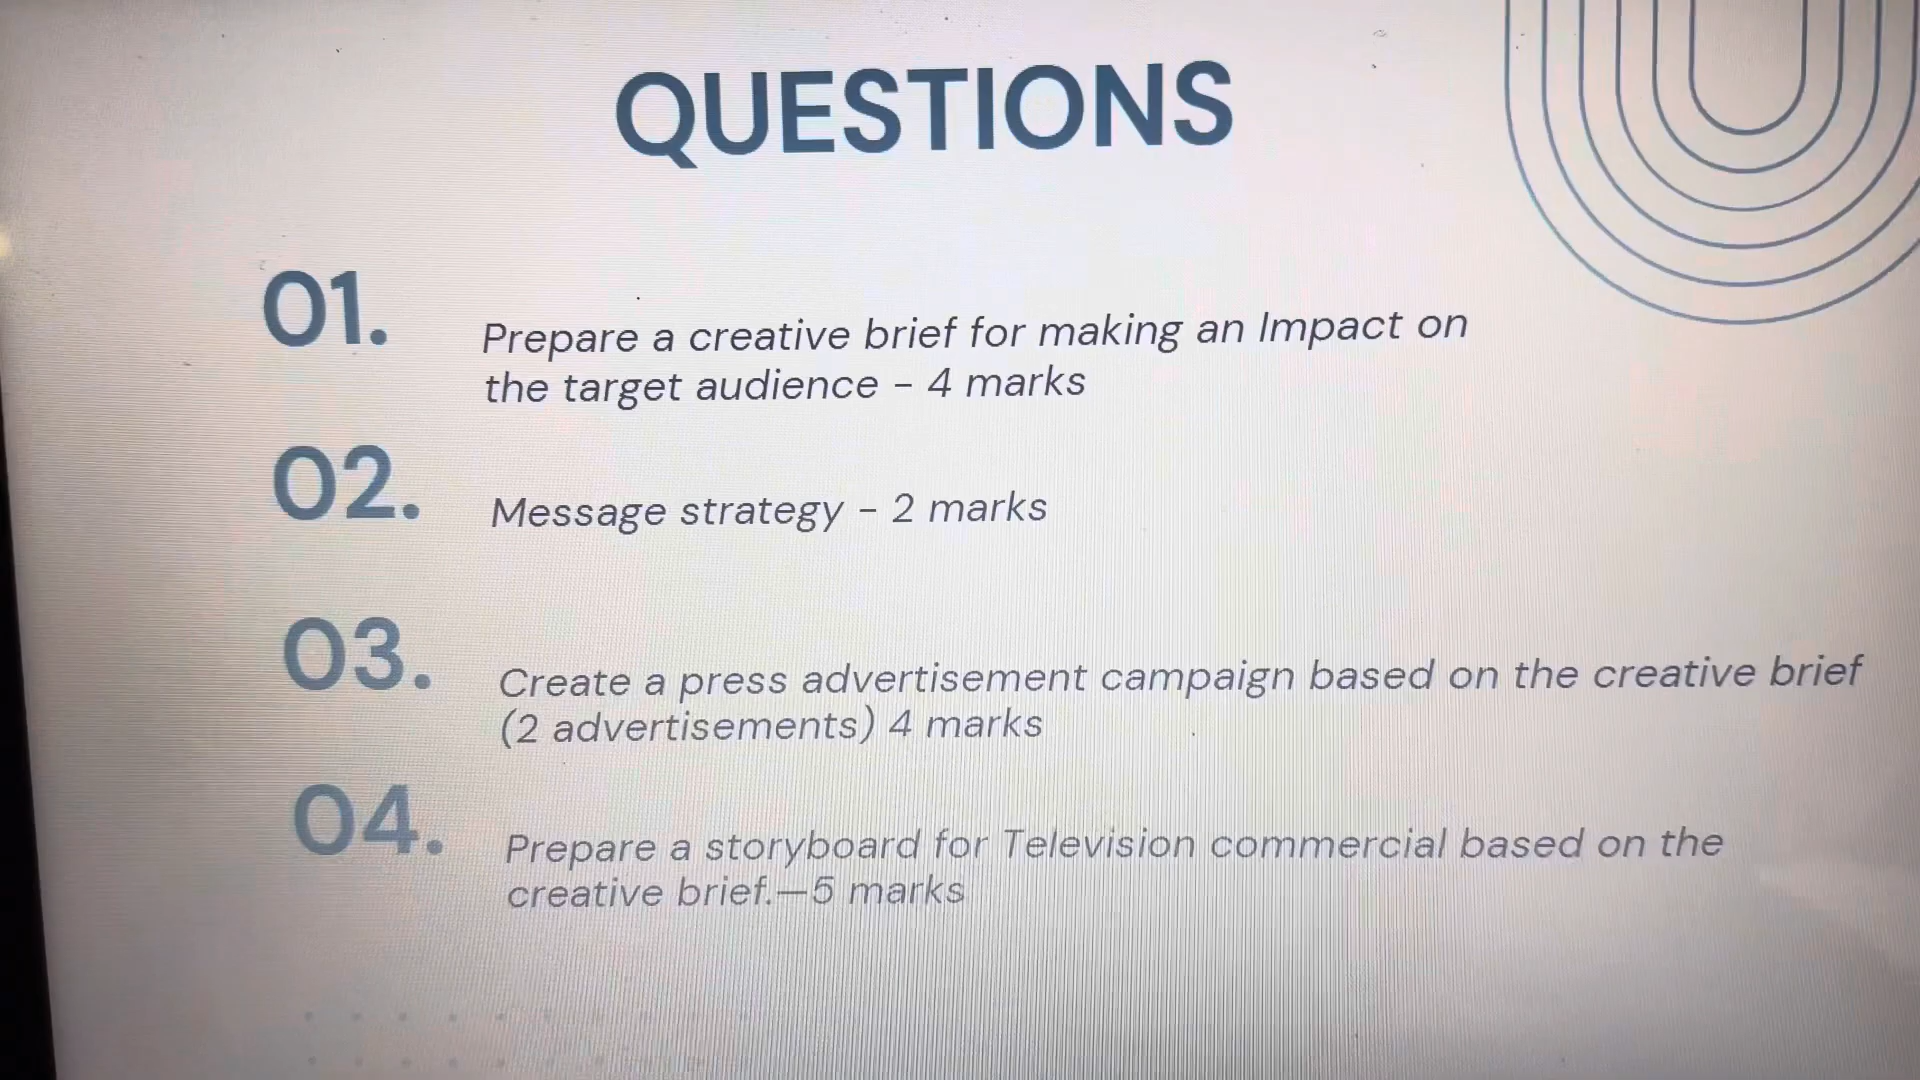 QUESTIONS
01.
Prepare a creative brief for making an Impact on
the target audience - 4 marks
02.
Message strategy - 2 marks
03.
Create a press advertisement campaign based on the creative brief
(2 advertisements) 4 marks
04.
Prepare a storyboard for Television commercial based on the
creative brief.—5 marks